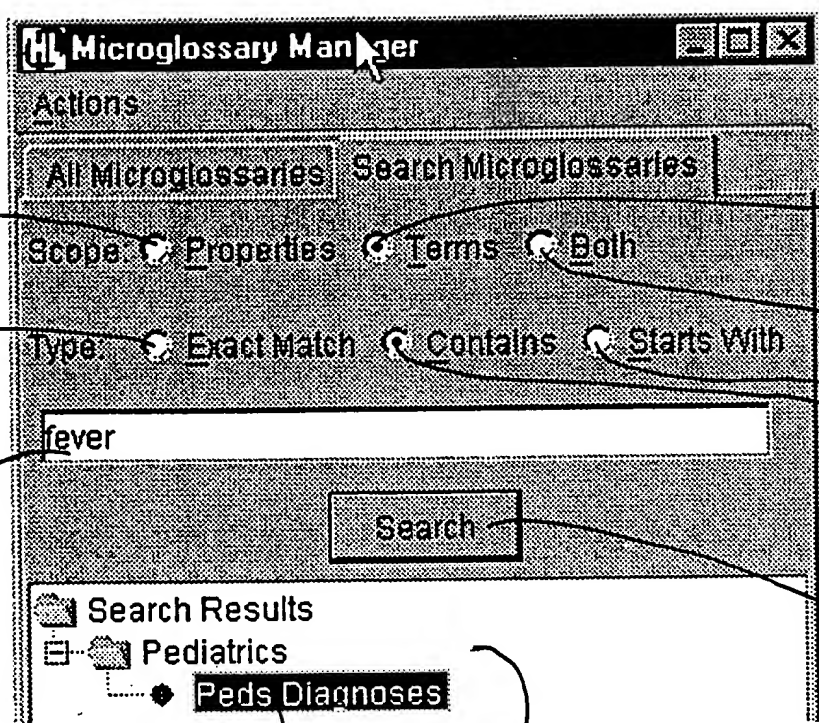 HL Microglossary Manager
Actions
All Microglossaries Search Microglossaries
Scope: Properties Terms Both
Type: Exact Match Contains Starts With
fever
Search
Search Results
Pediatrics
Peds Diagnoses